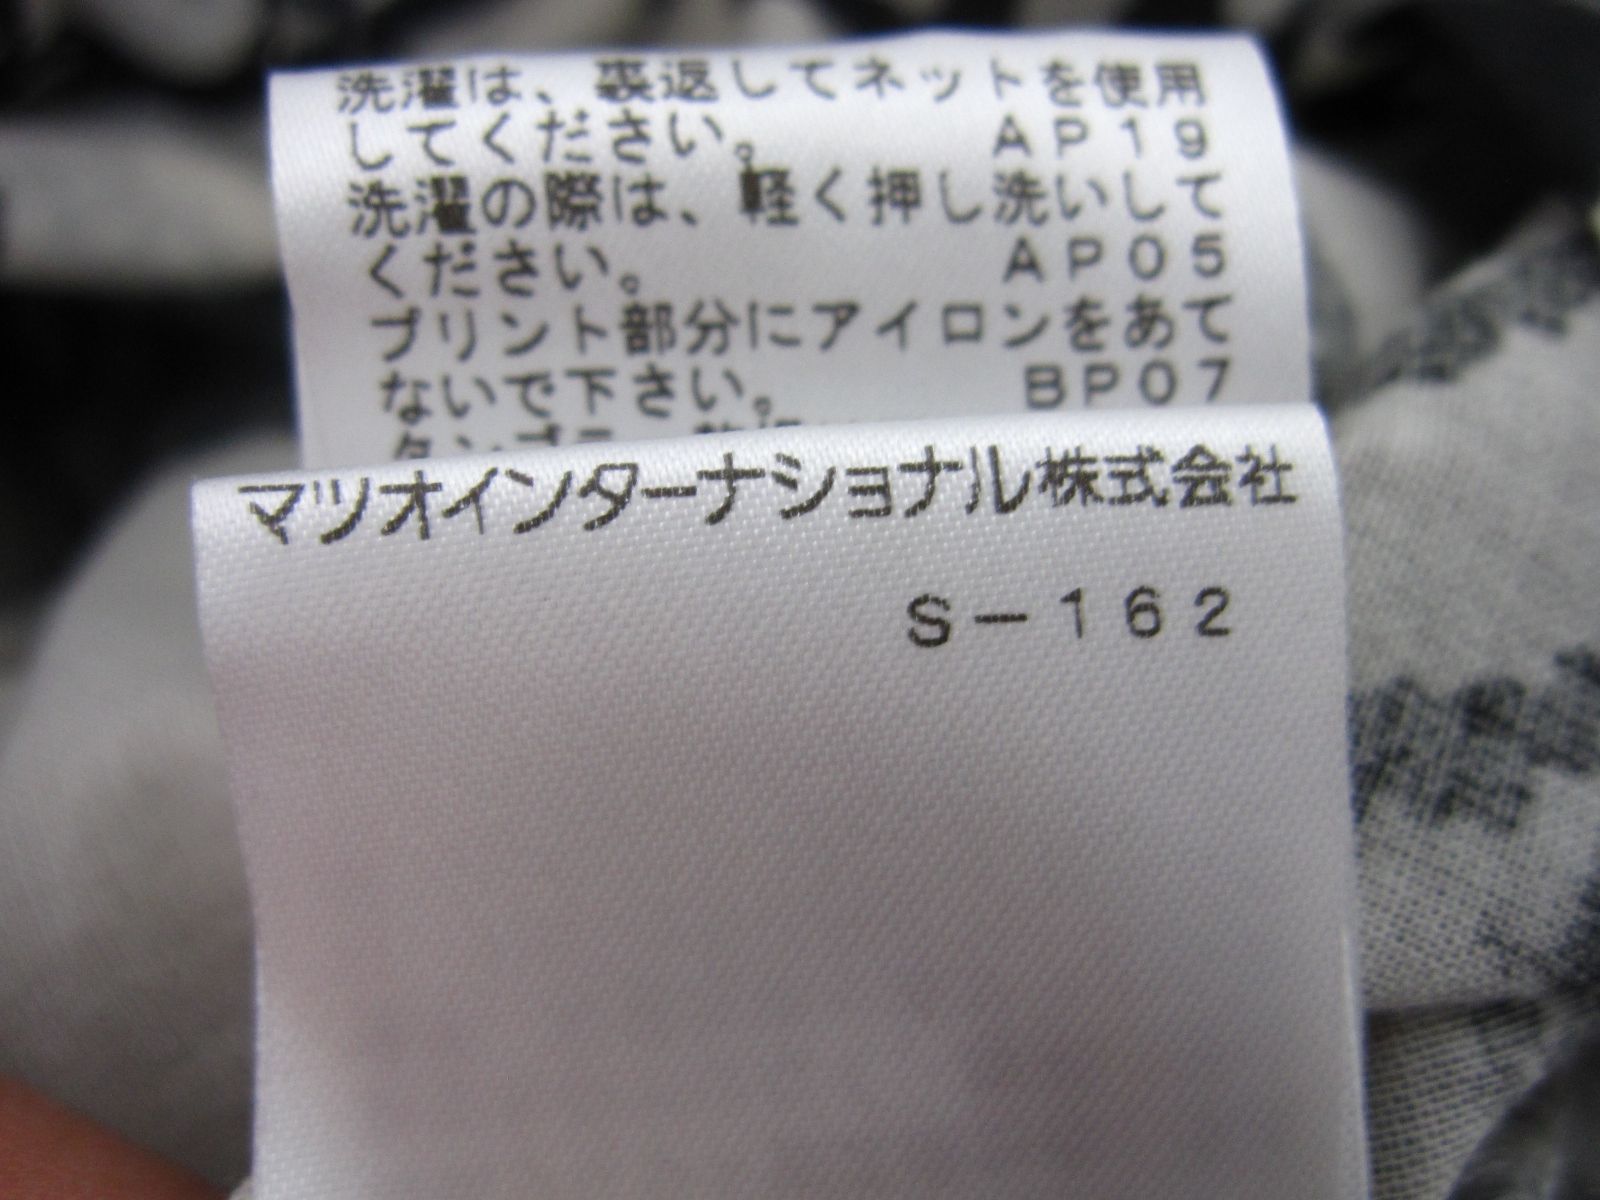 洗濯は、裏返してネットを使用
してください。 AP19
洗濯の際は、軽く押し洗いして
ください。 AP05
プリント部分にアイロンをあて
ないで下さい。 BP07
マツオインターナショナル株式会社
S-162